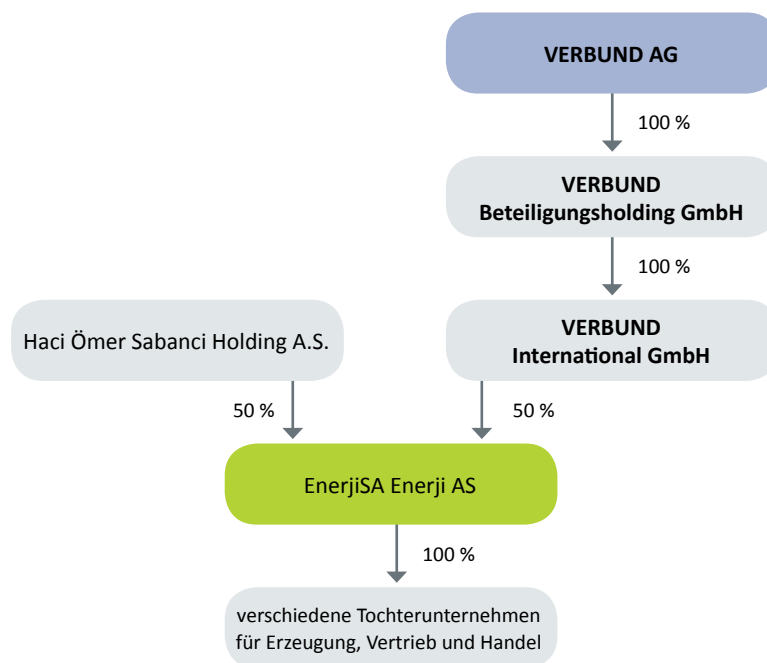 VERBUND AG
100 %
VERBUND
Beteiligungsholding GmbH
100 %
Haci Ömer Sabanci Holding A.S.
VERBUND
International GmbH
50 %
50 %
EnerjiSA Enerji AS
100 %
verschiedene Tochterunternehmen
für Erzeugung, Vertrieb und Handel